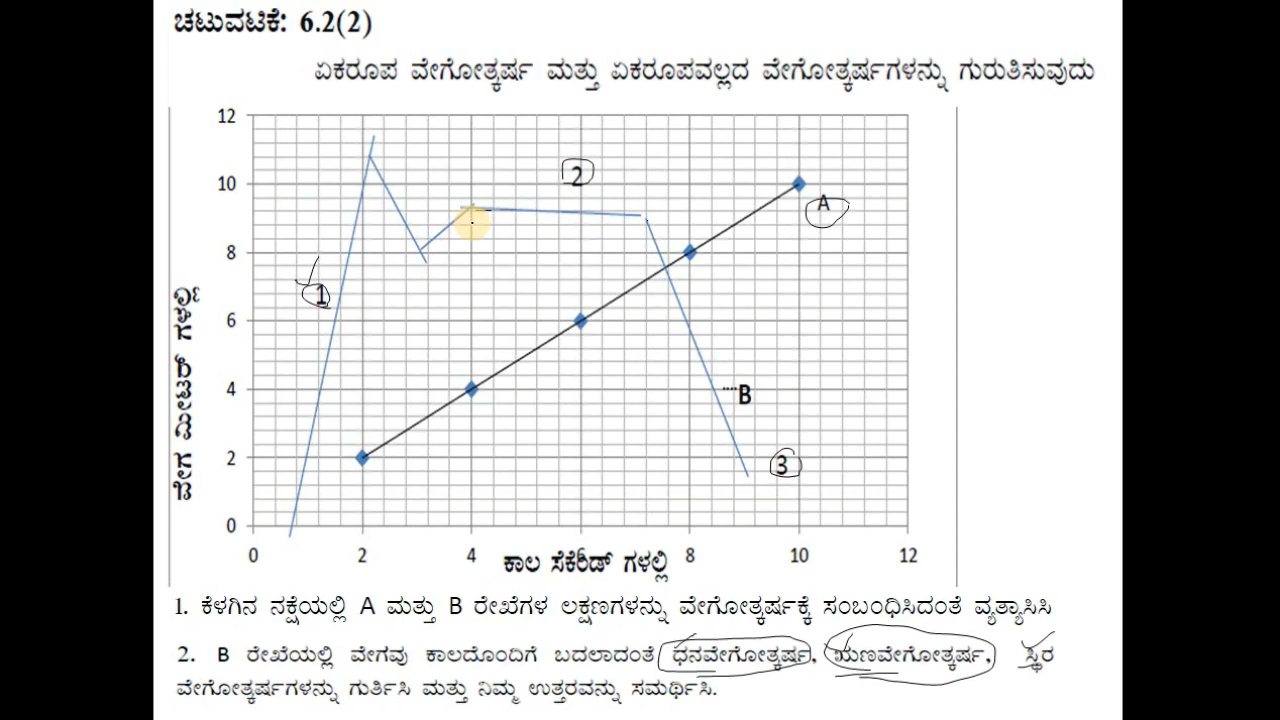 ಚಟುವಟಿಕೆ: 6.2(2)
ಏಕರೂಪ ವೇಗೋತ್ಕರ್ಷ ಮತ್ತು ಏಕರೂಪವಲ್ಲದ ವೇಗೋತ್ಕರ್ಷಗಳನ್ನು ಗುರುತಿಸುವುದು
12
10
8
6
4
2
0
ವೇಗ ಮೀಟರ್ ಗಳಲ್ಲಿ
1
2
A
B
3
0 2 4 6 8 10 12
ಕಾಲ ಸೆಕೆಂಡ್ ಗಳಲ್ಲಿ
1. ಕೆಳಗಿನ ನಕ್ಷೆಯಲ್ಲಿ A ಮತ್ತು B ರೇಖೆಗಳ ಲಕ್ಷಣಗಳನ್ನು ವೇಗೋತ್ಕರ್ಷಕ್ಕೆ ಸಂಬಂಧಿಸಿದಂತೆ ವ್ಯತ್ಯಾಸಿಸಿ
2. B ರೇಖೆಯಲ್ಲಿ ವೇಗವು ಕಾಲದೊಂದಿಗೆ ಬದಲಾದಂತೆ ಧನವೇಗೋತ್ಕರ್ಷ, ಋಣವೇಗೋತ್ಕರ್ಷ, ಸ್ಥಿರ
ವೇಗೋತ್ಕರ್ಷಗಳನ್ನು ಗುರ್ತಿಸಿ ಮತ್ತು ನಿಮ್ಮ ಉತ್ತರವನ್ನು ಸಮರ್ಥಿಸಿ.